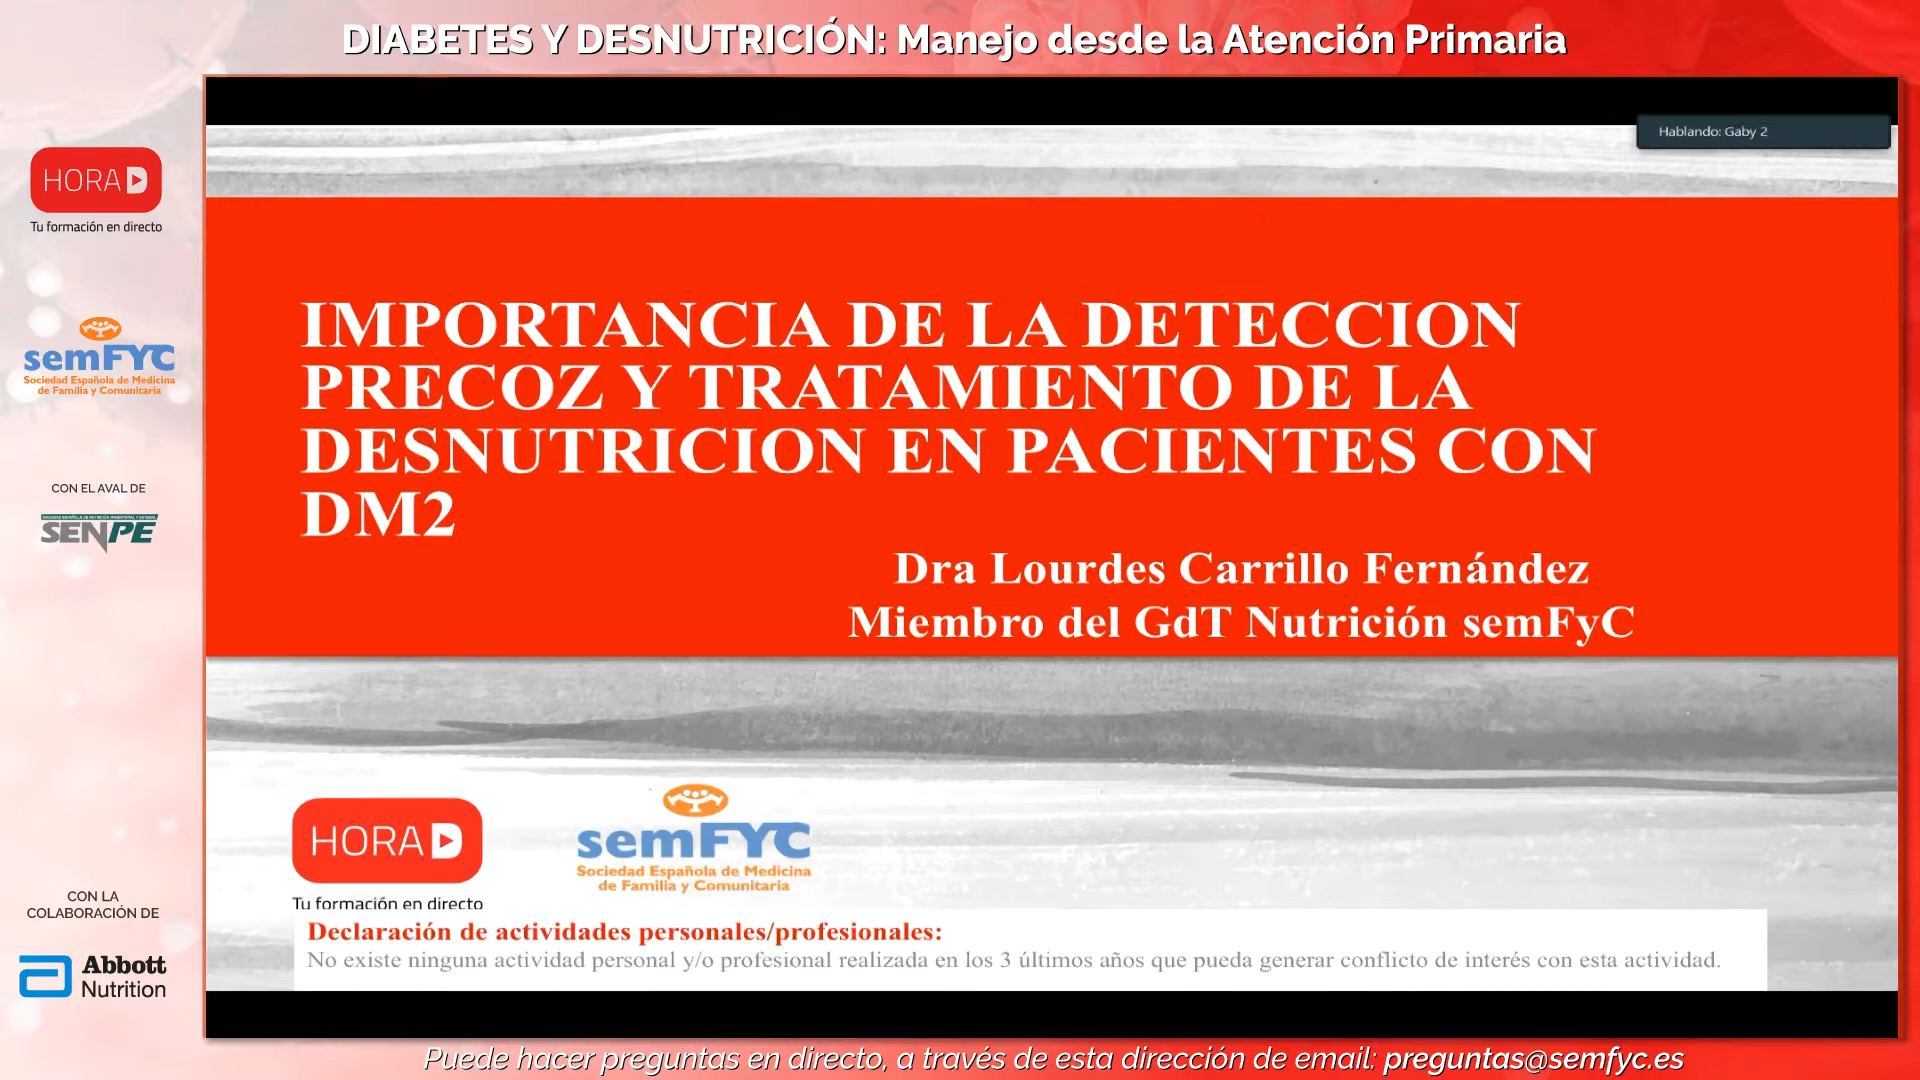 DIABETES Y DESNUTRICIÓN: Manejo desde la Atención Primaria
Hablando: Gaby 2
HORA D
Tu formación en directo
semFYC
Sociedad Española de Medicina
de Familia y Comunitaria
CON EL AVAL DE
SENPE
CON LA
COLABORACIÓN DE
Abbott
Nutrition
IMPORTANCIA DE LA DETECCION
PRECOZ Y TRATAMIENTO DE LA
DESNUTRICION EN PACIENTES CON
DM2
Dra Lourdes Carrillo Fernández
Miembro del GdT Nutrición semFyC
HORA D
Tu formación en directo
semFYC
Sociedad Española de Medicina
de Familia y Comunitaria
Declaración de actividades personales/profesionales:
No existe ninguna actividad personal y/o profesional realizada en los 3 últimos años que pueda generar conflicto de interés con esta actividad.
Puede hacer preguntas en directo, a través de esta dirección de email: preguntas@semfyc.es